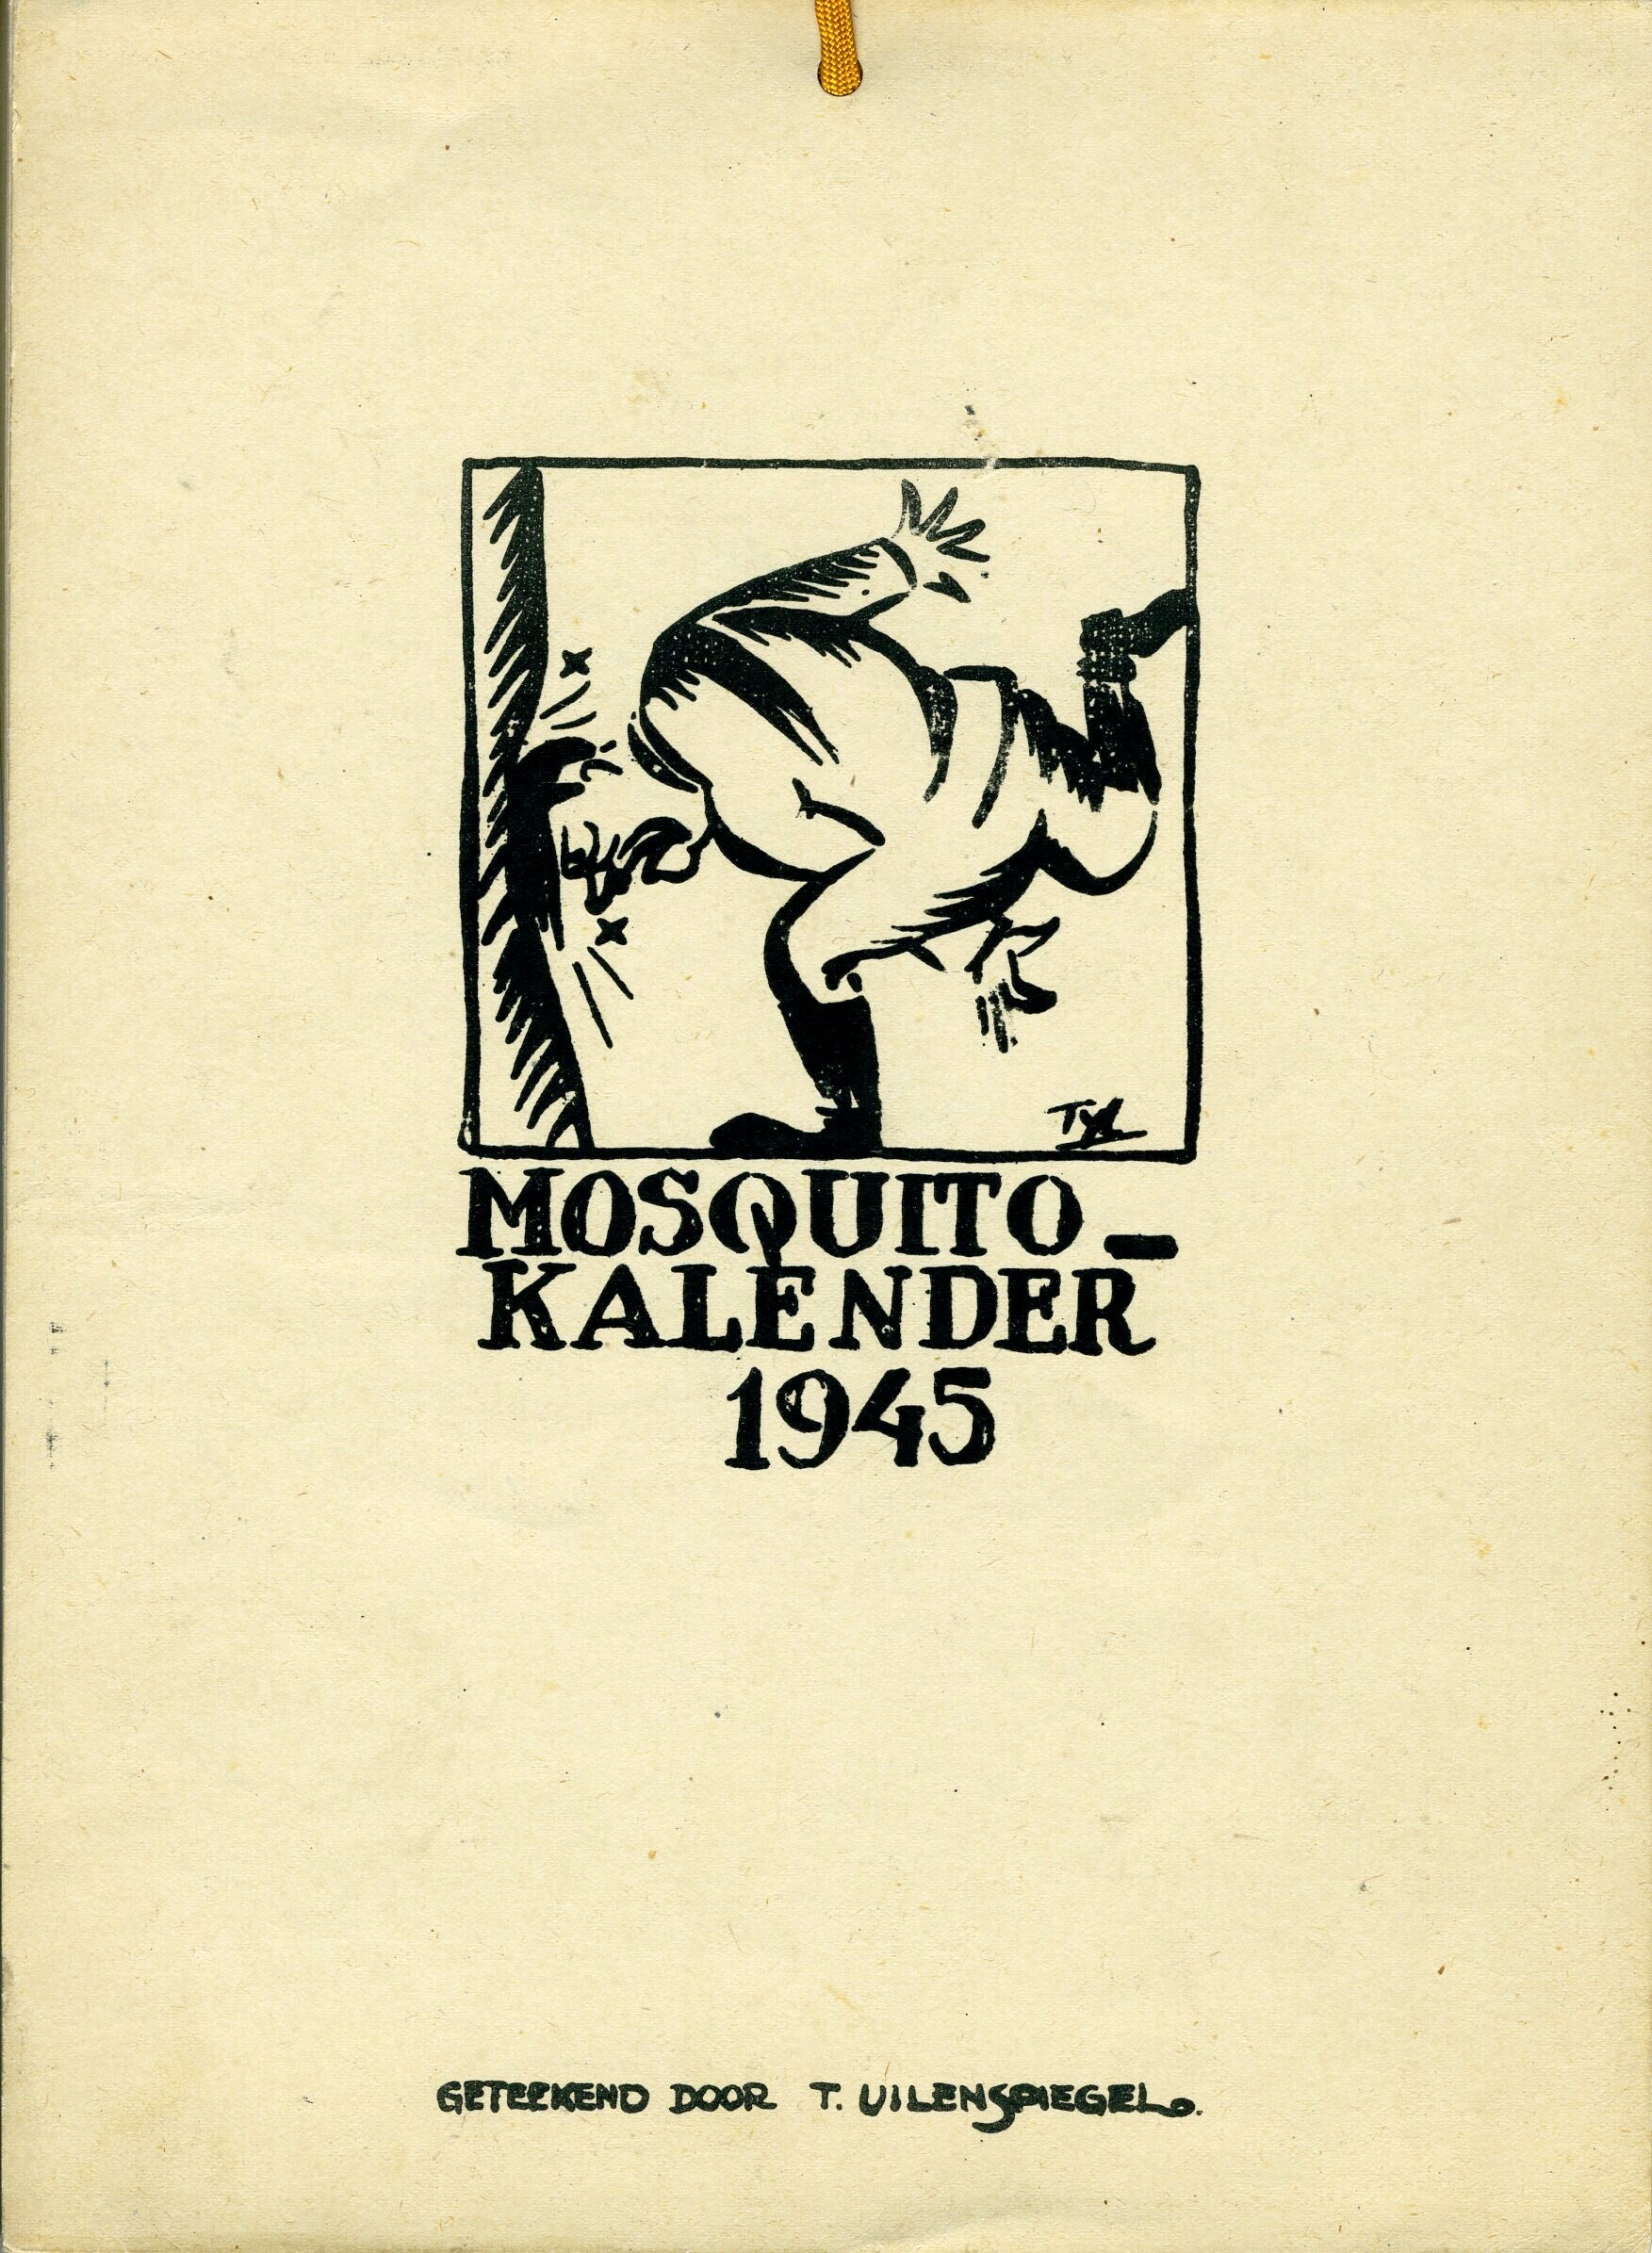 Tyl
MOSQUITO-
KALENDER
1945
GETEEKEND DOOR T. UILENSPIEGEL.